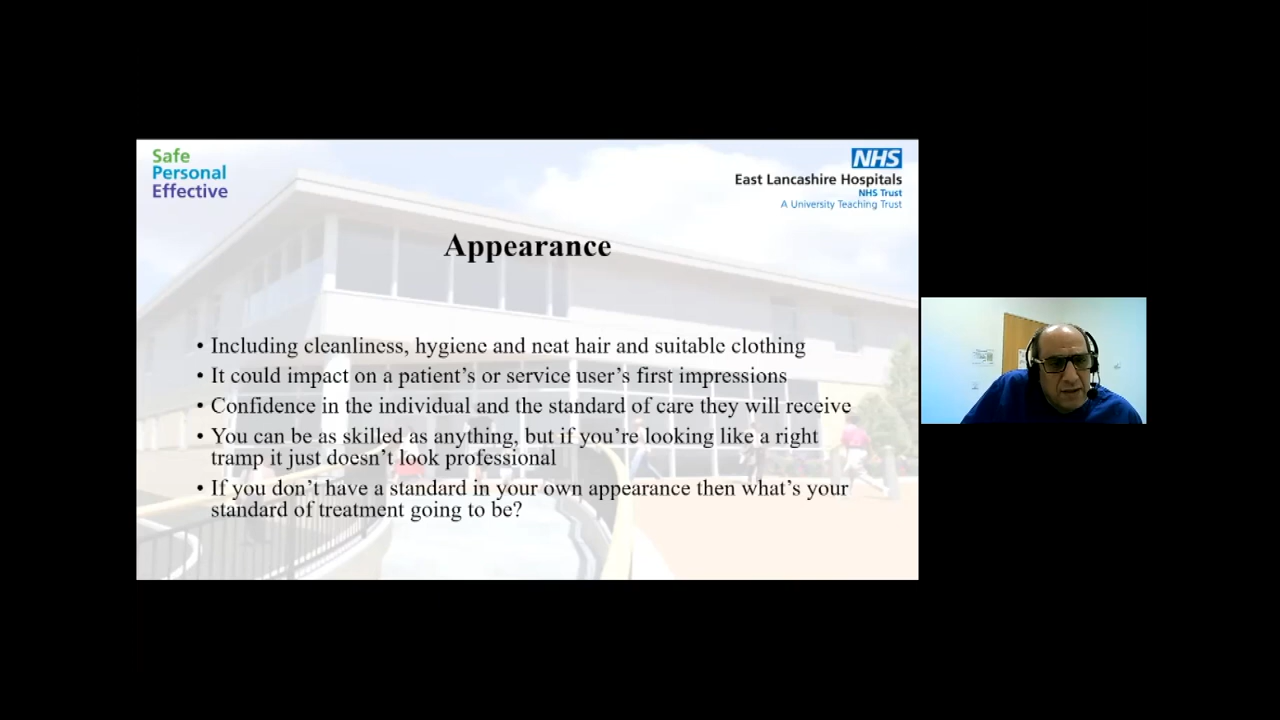 Safe
Personal
Effective
NHS
East Lancashire Hospitals
NHS Trust
A University Teaching Trust
Appearance
• Including cleanliness, hygiene and neat hair and suitable clothing
• It could impact on a patient’s or service user’s first impressions
• Confidence in the individual and the standard of care they will receive
• You can be as skilled as anything, but if you’re looking like a right
tramp it just doesn’t look professional
• If you don’t have a standard in your own appearance then what’s your
standard of treatment going to be?